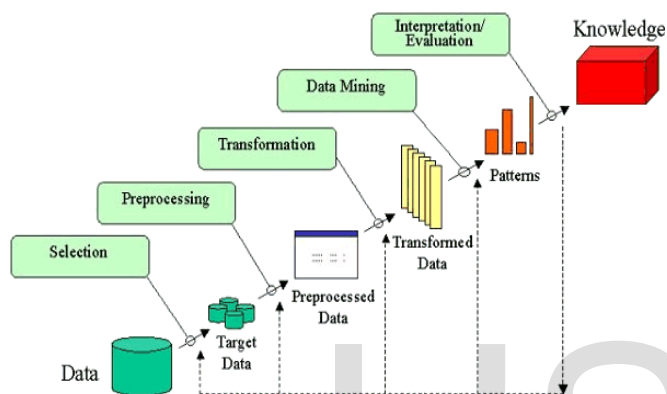 Interpretation/
Evaluation
Knowledge
Data Mining
Transformation
Patterns
Preprocessing
Transformed
Data
Selection
Preprocessed
Data
Target
Data
Data